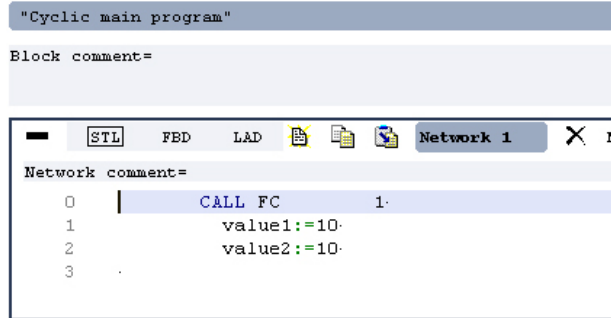 "Cyclic main program"
Block comment=
STL FBD LAD Network 1
Network comment=
0 CALL FC 1
1 value1:=10
2 value2:=10
3